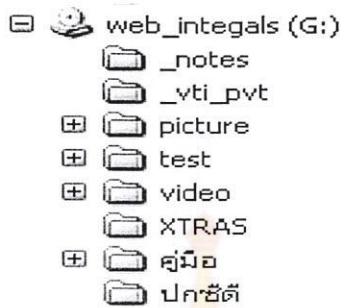 web_integals (G:)
_notes
_vti_pvt
picture
test
video
XTRAS
คู่มือ
ปกซีดี